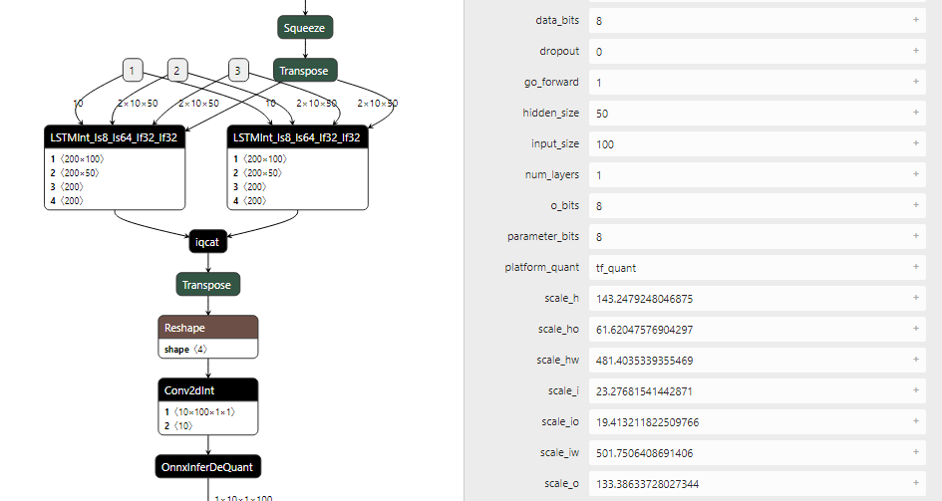 Squeeze
1
2
3
Transpose
10
2×10×50
2×10×50
10
2×10×50
2×10×50
LSTMInt_Is8_Is64_If32_If32
1 〈200×100〉
2 〈200×50〉
3 〈200〉
4 〈200〉
LSTMInt_Is8_Is64_If32_If32
1 〈200×100〉
2 〈200×50〉
3 〈200〉
4 〈200〉
iqcat
Transpose
Reshape
shape 〈4〉
Conv2dInt
1 〈10×100×1×1〉
2 〈10〉
OnnxInferDeQuant
1×10×1×100
data_bits 8 +
dropout 0 +
go_forward 1 +
hidden_size 50 +
input_size 100 +
num_layers 1 +
o_bits 8 +
parameter_bits 8 +
platform_quant tf_quant +
scale_h 143.2479248046875 +
scale_ho 61.62047576904297 +
scale_hw 481.4035339355469 +
scale_i 23.27681541442871 +
scale_io 19.413211822509766 +
scale_iw 501.7506408691406 +
scale_o 133.38633728027344 +